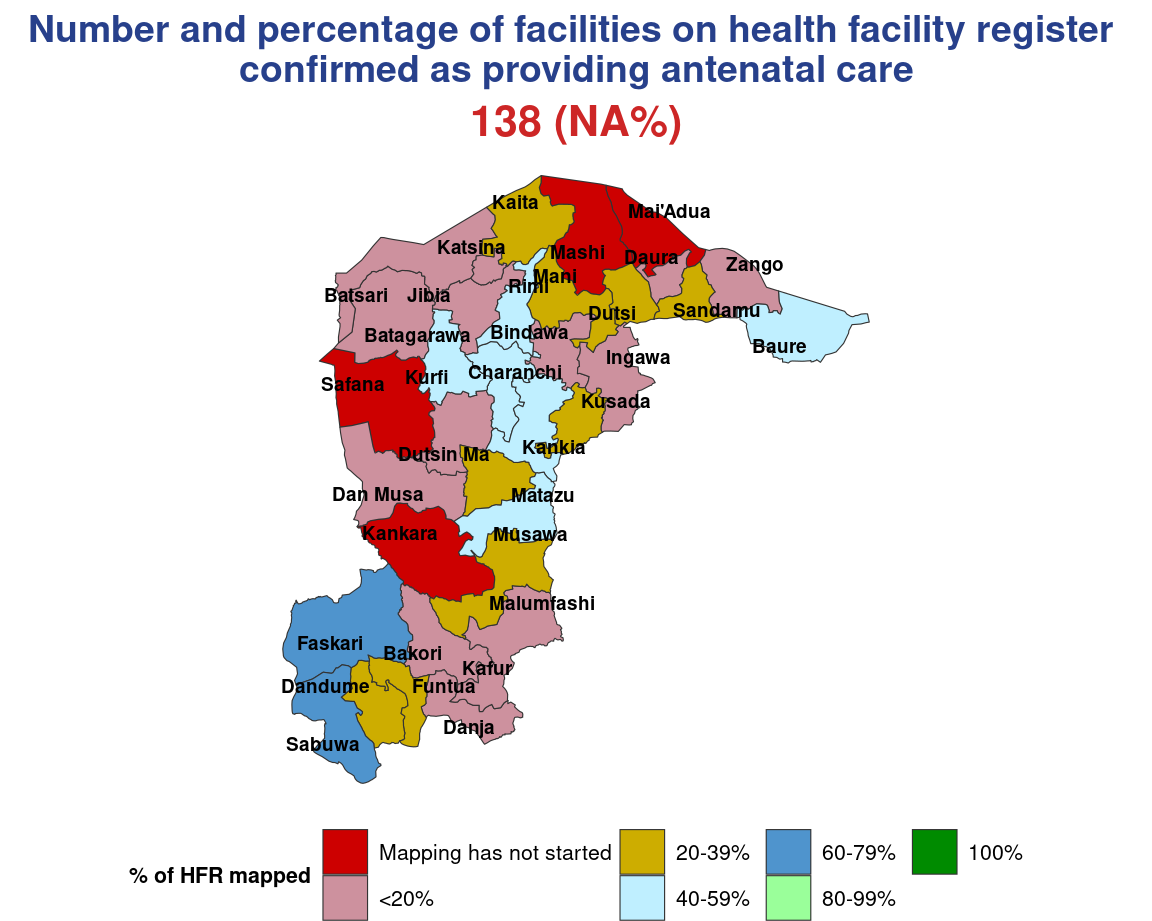 Number and percentage of facilities on health facility register
confirmed as providing antenatal care
138 (NA%)
Kaita
Mai'Adua
Katsina
Mashi
Daura
Zango
Mani
Rimi
Batsari
Jibia
Dutsi
Sandamu
Batagarawa
Bindawa
Baure
Ingawa
Charanchi
Kurfi
Safana
Kusada
Kankia
Dutsin Ma
Dan Musa
Matazu
Kankara
Musawa
Malumfashi
Faskari
Bakori
Kafur
Dandume
Funtua
Danja
Sabuwa
% of HFR mapped
Mapping has not started
<20%
20-39%
40-59%
60-79%
80-99%
100%